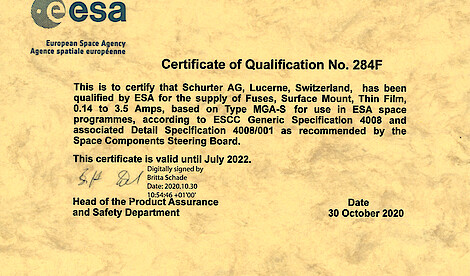 esa
European Space Agency
Agence spatiale européenne
Certificate of Qualification No. 284F
This is to certify that Schurter AG, Lucerne, Switzerland, has been
qualified by ESA for the supply of Fuses, Surface Mount, Thin Film,
0.14 to 3.5 Amps, based on Type MGA-S for use in ESA space
programmes, according to ESCC Generic Specification 4008 and
associated Detail Specification 4008/001 as recommended by the
Space Components Steering Board.
This certificate is valid until July 2022.
Digitally signed by
Britta Schade
Date: 2020.10.30
10:54:46 +01'00'
Head of the Product Assurance
and Safety Department
Date
30 October 2020